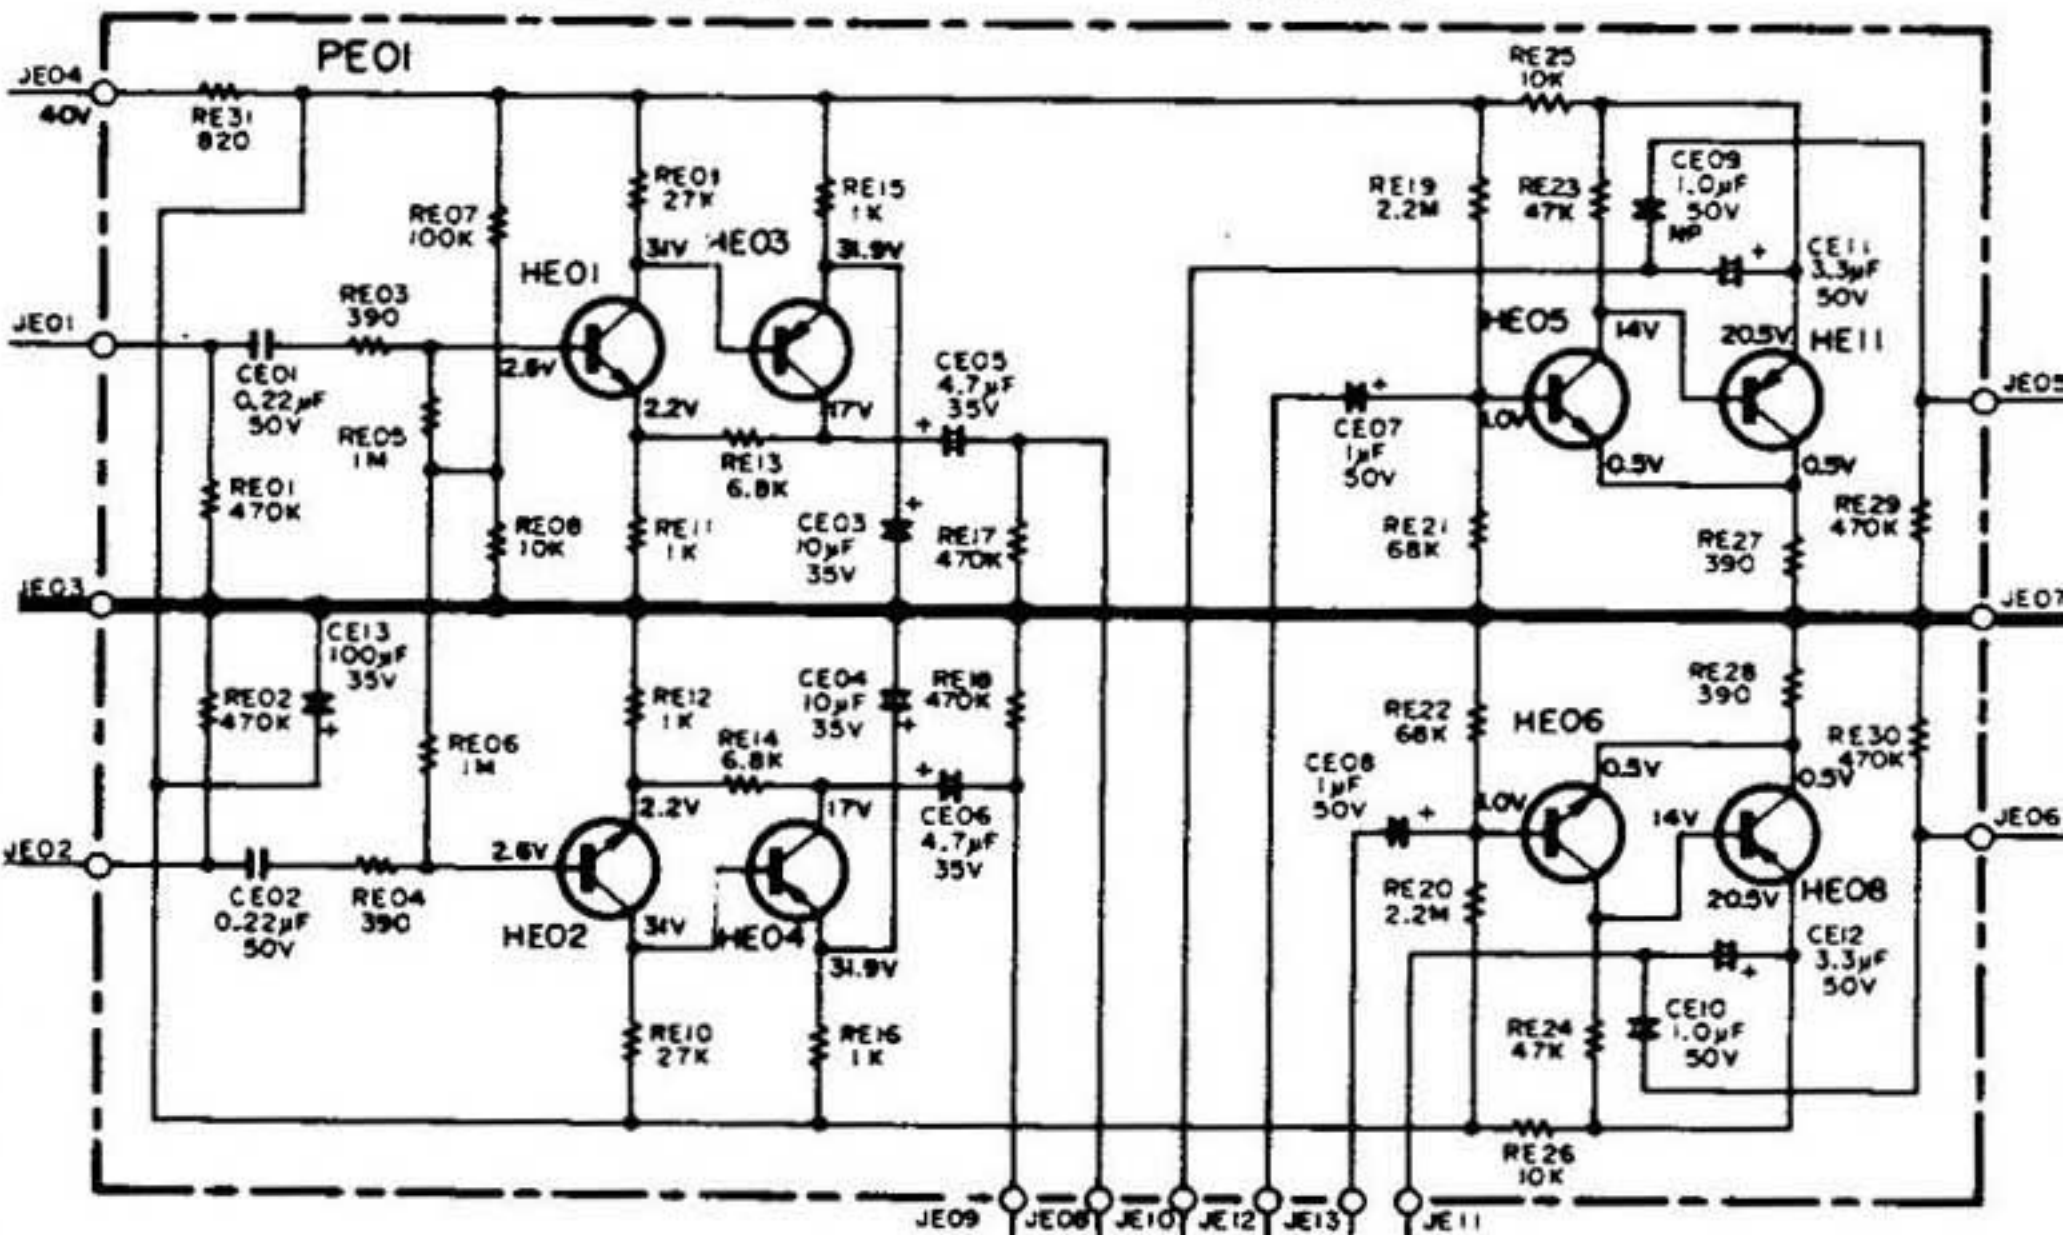 PE01
JE04
40V
RE31
820
RE25
10K
RE01
27K
RE15
1K
RE07
100K
RE19
2.2M
RE23
47K
CE09
1.0µF
50V
NP
31V
HE03
31.9V
HE01
CE11
3.3µF
50V
JE01
RE03
390
HE05
14V
20.5V
HE11
2.6V
CE01
0.22µF
50V
CE05
4.7µF
35V
JE05
2.2V
17V
1.0V
CE07
1µF
50V
RE05
1M
RE13
6.8K
0.5V
0.5V
RE01
470K
RE08
10K
RE11
1K
CE03
10µF
35V
RE17
470K
RE21
68K
RE27
390
RE29
470K
JE03
JE07
CE13
100µF
35V
RE02
470K
RE12
1K
CE04
10µF
35V
RE18
470K
RE28
390
RE22
68K
HE06
RE30
470K
RE06
1M
RE14
6.8K
CE08
1µF
50V
0.5V
0.5V
2.2V
17V
CE06
4.7µF
35V
1.0V
14V
JE06
JE02
2.6V
CE02
0.22µF
50V
RE04
390
RE20
2.2M
20.5V
HE08
HE02
31V
HE04
31.9V
CE12
3.3µF
50V
RE10
27K
RE16
1K
RE24
47K
CE10
1.0µF
50V
RE26
10K
JE09
JE08
JE10
JE12
JE13
JE11